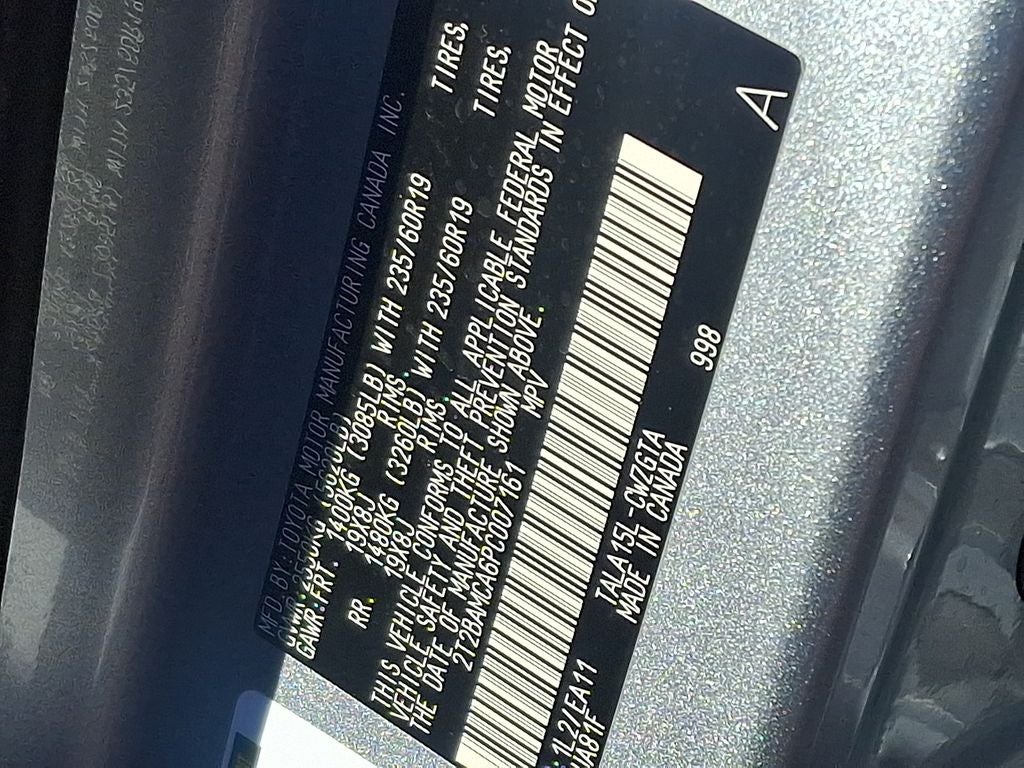 MFD. BY:TOYOTA MOTOR MANUFACTURING CANADA INC.
GAWR:FRT. 1400KG (3085LB) WITH 235/60R19 TIRES,
19X8J RIMS.
RR. 1480KG (3260LB) WITH 235/60R19 TIRES,
19X8J RIMS.
THIS VEHICLE CONFORMS TO ALL APPLICABLE FEDERAL MOTOR
VEHICLE SAFETY AND THEFT PREVENTION STANDARDS IN EFFECT
THE DATE OF MANUFACTURE SHOWN ABOVE.
2T2BAMCA6PC007161 MPV
A
:1L2/EA11 TALA15L-CWZGTA 998
MADE IN CANADA